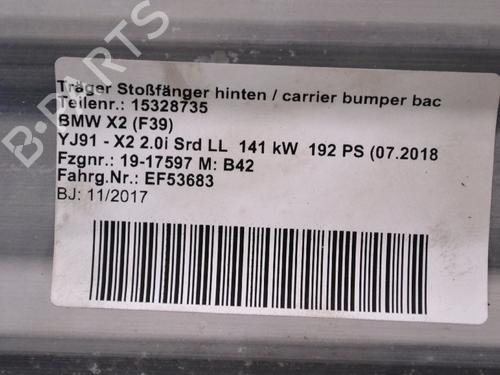 Träger Stoßfänger hinten / carrier bumper bac
Teilenr.: 15328735
BMW X2 (F39)
YJ91 - X2 2.0i Srd LL 141 kW 192 PS (07.2018
Fzgnr.: 19-17597 M: B42
Fahrg.Nr.: EF53683
BJ: 11/2017
B-PARTS